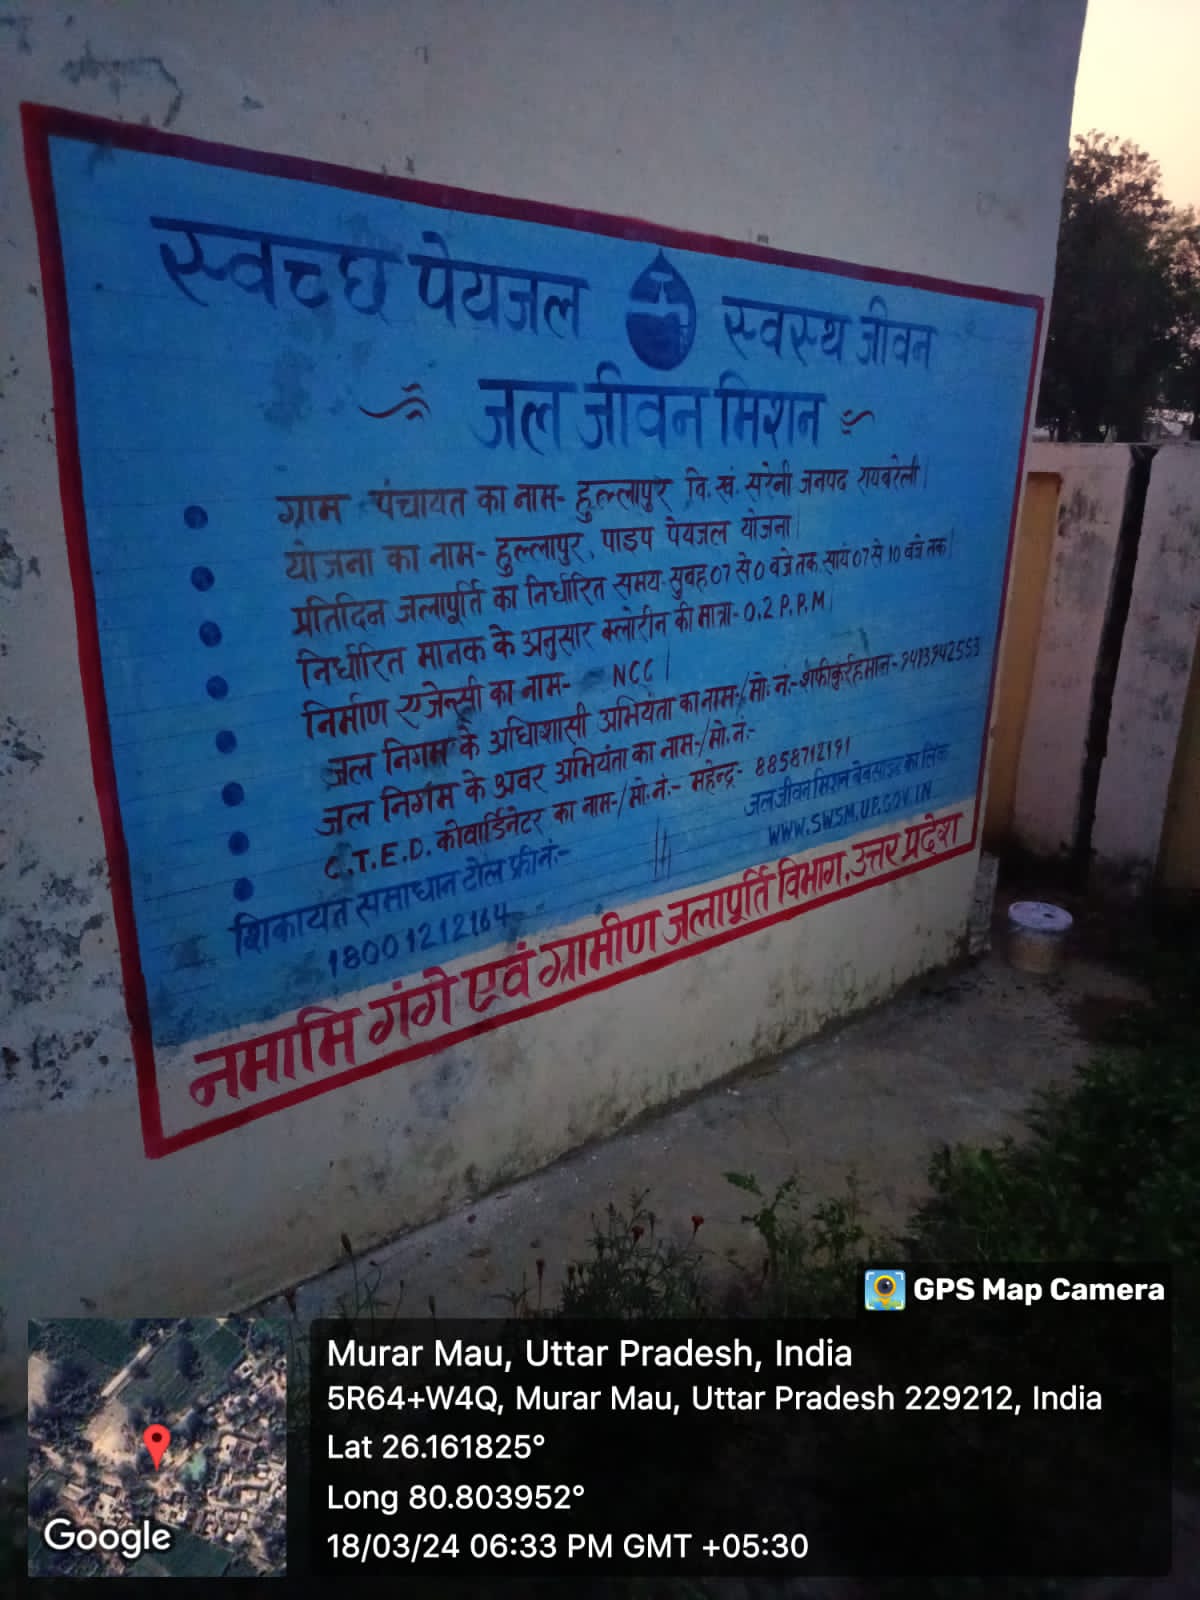 स्वच्छ पेयजल स्वस्थ जीवन
जल जीवन मिशन
ग्राम पंचायत का नाम- हुल्लापुर वि. खं. सरेनी जनपद रायबरेली।
योजना का नाम- हुल्लापुर, पाइप पेयजल योजना।
प्रतिदिन जलापूर्ति का निर्धारित समय- सुबह 07 से 0 बजे तक सायं 07 से 10 बजे तक।
निर्धारित मानक के अनुसार क्लोरीन की मात्रा- 0.2 P.P.M।
निर्माण एजेन्सी का नाम- NCC।
जल निगम के अधिशासी अभियंता का नाम-/मो. नं.- शफीकुर्रहमान-
जल निगम के अवर अभियंता का नाम-/मो. नं.-
C.T.E.D. कोवार्डिनेटर का नाम-/मो. नं.- महेन्द्र- 8858712191
शिकायत समाधान टोल फ्री नं.-
18001212164
जल जीवन मिशन वेबसाइट का लिंक
WWW.SWSM.UP.GOV.IN
नमामि गंगे एवं ग्रामीण जलापूर्ति विभाग, उत्तर प्रदेश
GPS Map Camera
Murar Mau, Uttar Pradesh, India
5R64+W4Q, Murar Mau, Uttar Pradesh 229212, India
Lat 26.161825°
Long 80.803952°
18/03/24 06:33 PM GMT +05:30
Google